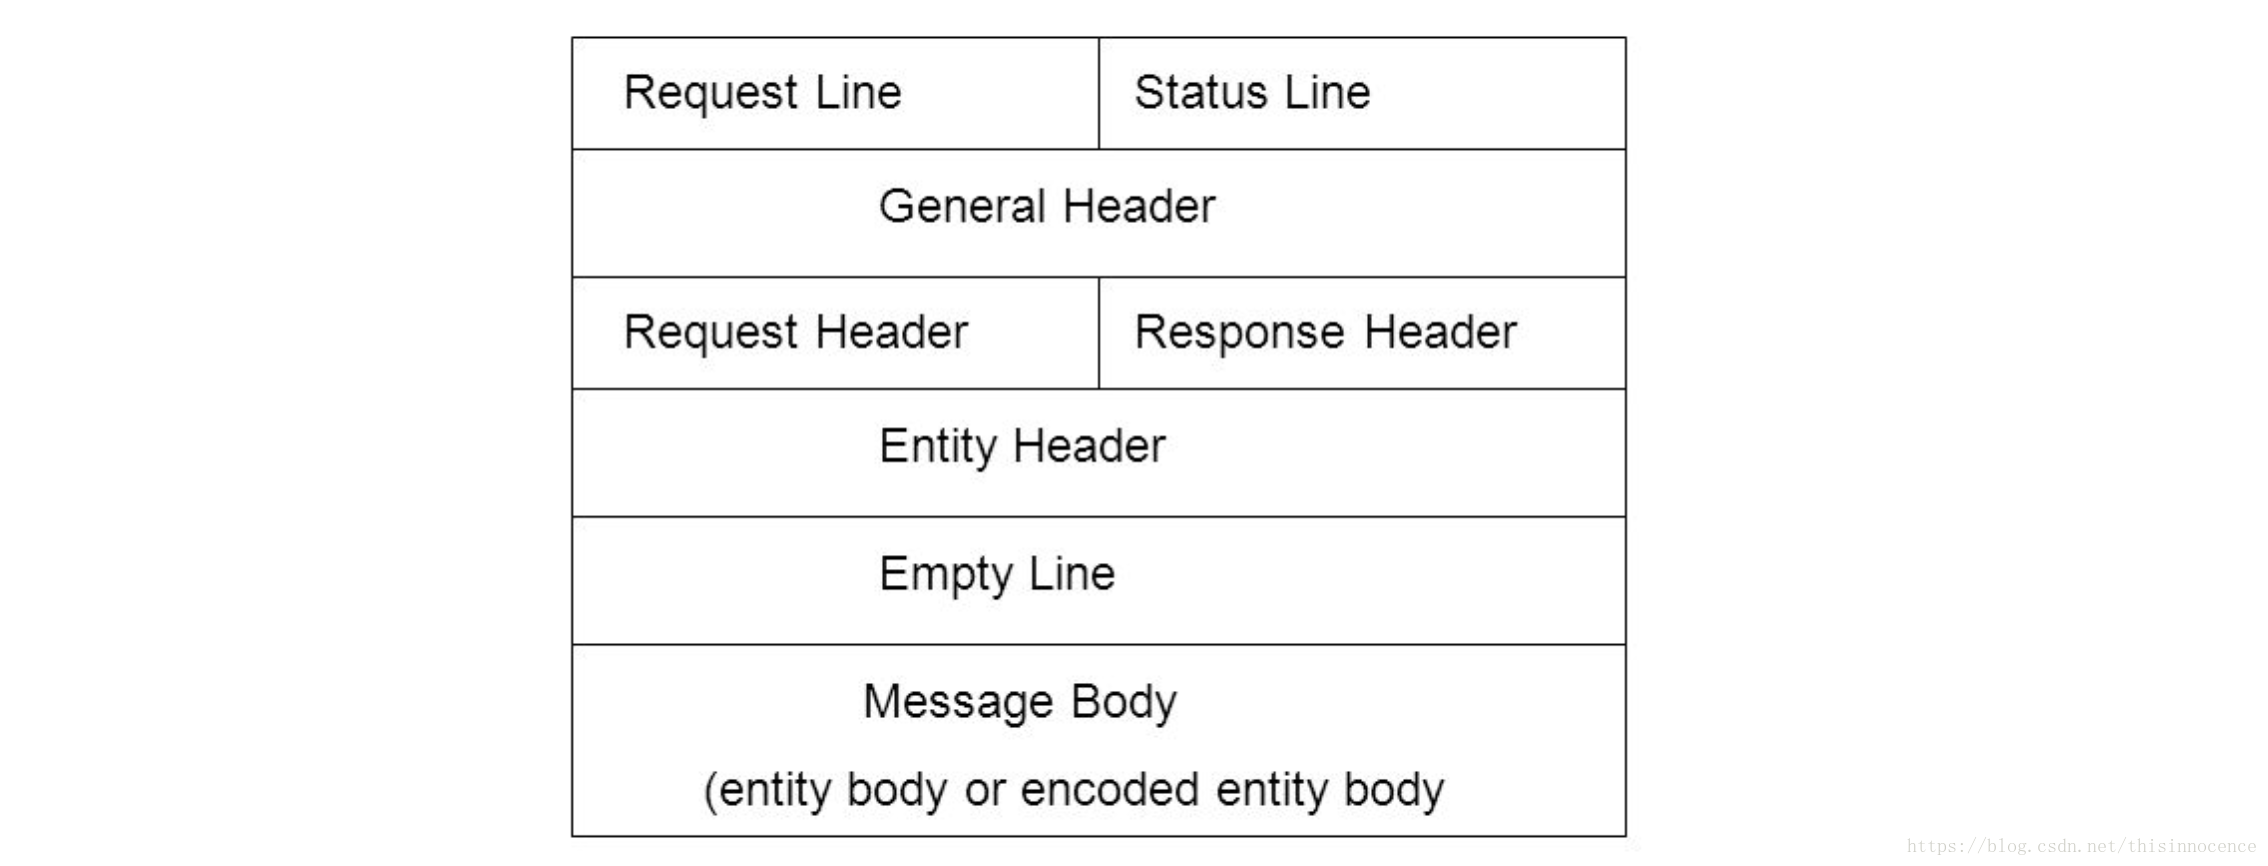 Request Line
Status Line
General Header
Request Header
Response Header
Entity Header
Empty Line
Message Body
(entity body or encoded entity body
https://blog.csdn.net/thisinnocence